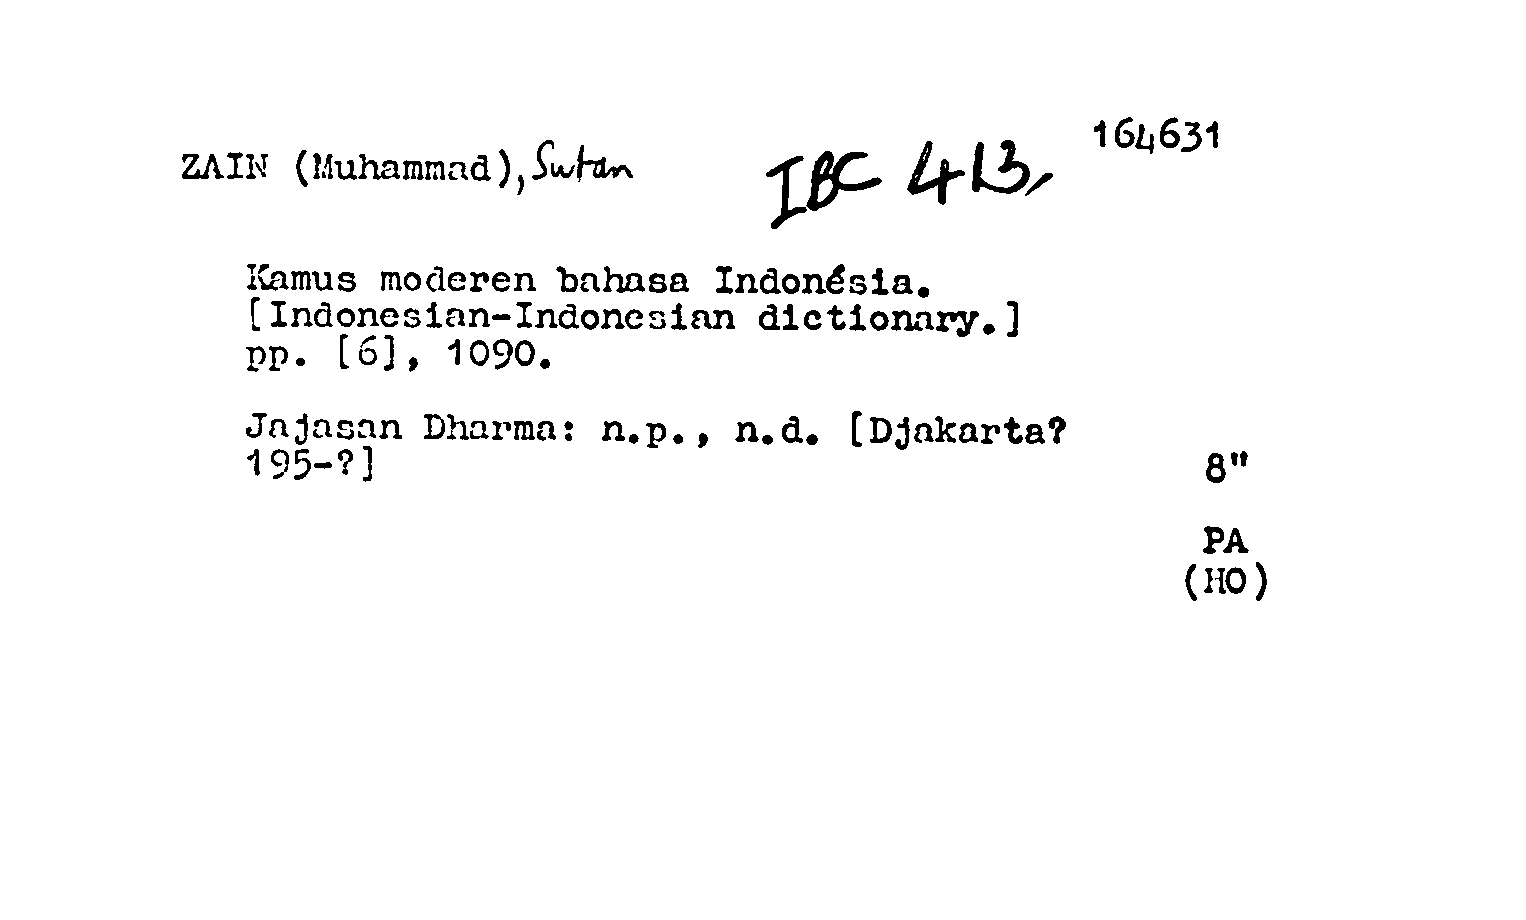 164631
ZAIN (Muhammad), Sutan
IBC 413,
Kamus moderen bahasa Indonésia.
[Indonesian-Indonesian dictionary.]
pp. [6], 1090.
Jajasan Dharma: n.p., n.d. [Djakarta?
195-?]
8"
PA
(HO)